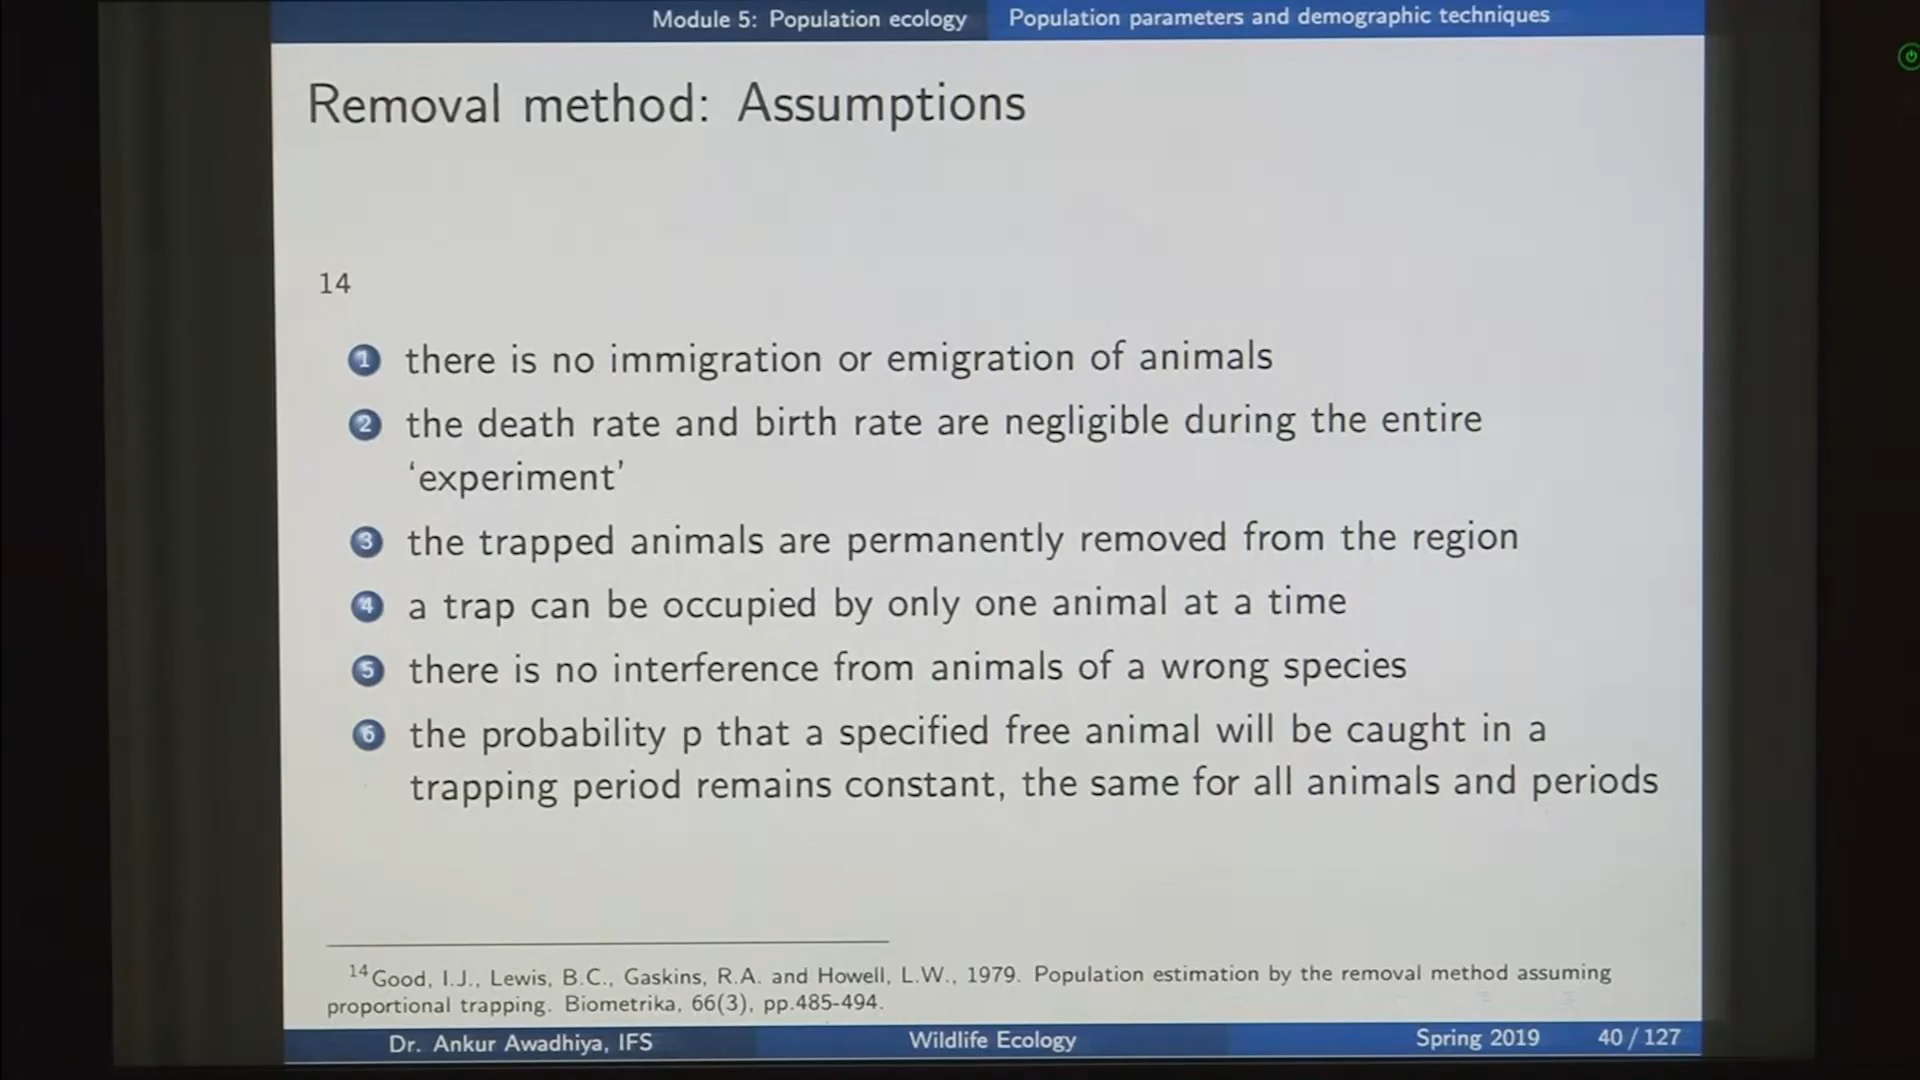 Module 5: Population ecology Population parameters and demographic techniques
Removal method: Assumptions
14
1 there is no immigration or emigration of animals
2 the death rate and birth rate are negligible during the entire
‘experiment’
3 the trapped animals are permanently removed from the region
4 a trap can be occupied by only one animal at a time
5 there is no interference from animals of a wrong species
6 the probability p that a specified free animal will be caught in a
trapping period remains constant, the same for all animals and periods
14 Good, I.J., Lewis, B.C., Gaskins, R.A. and Howell, L.W., 1979. Population estimation by the removal method assuming
proportional trapping. Biometrika, 66(3), pp.485-494.
Dr. Ankur Awadhiya, IFS Wildlife Ecology Spring 2019 40 / 127